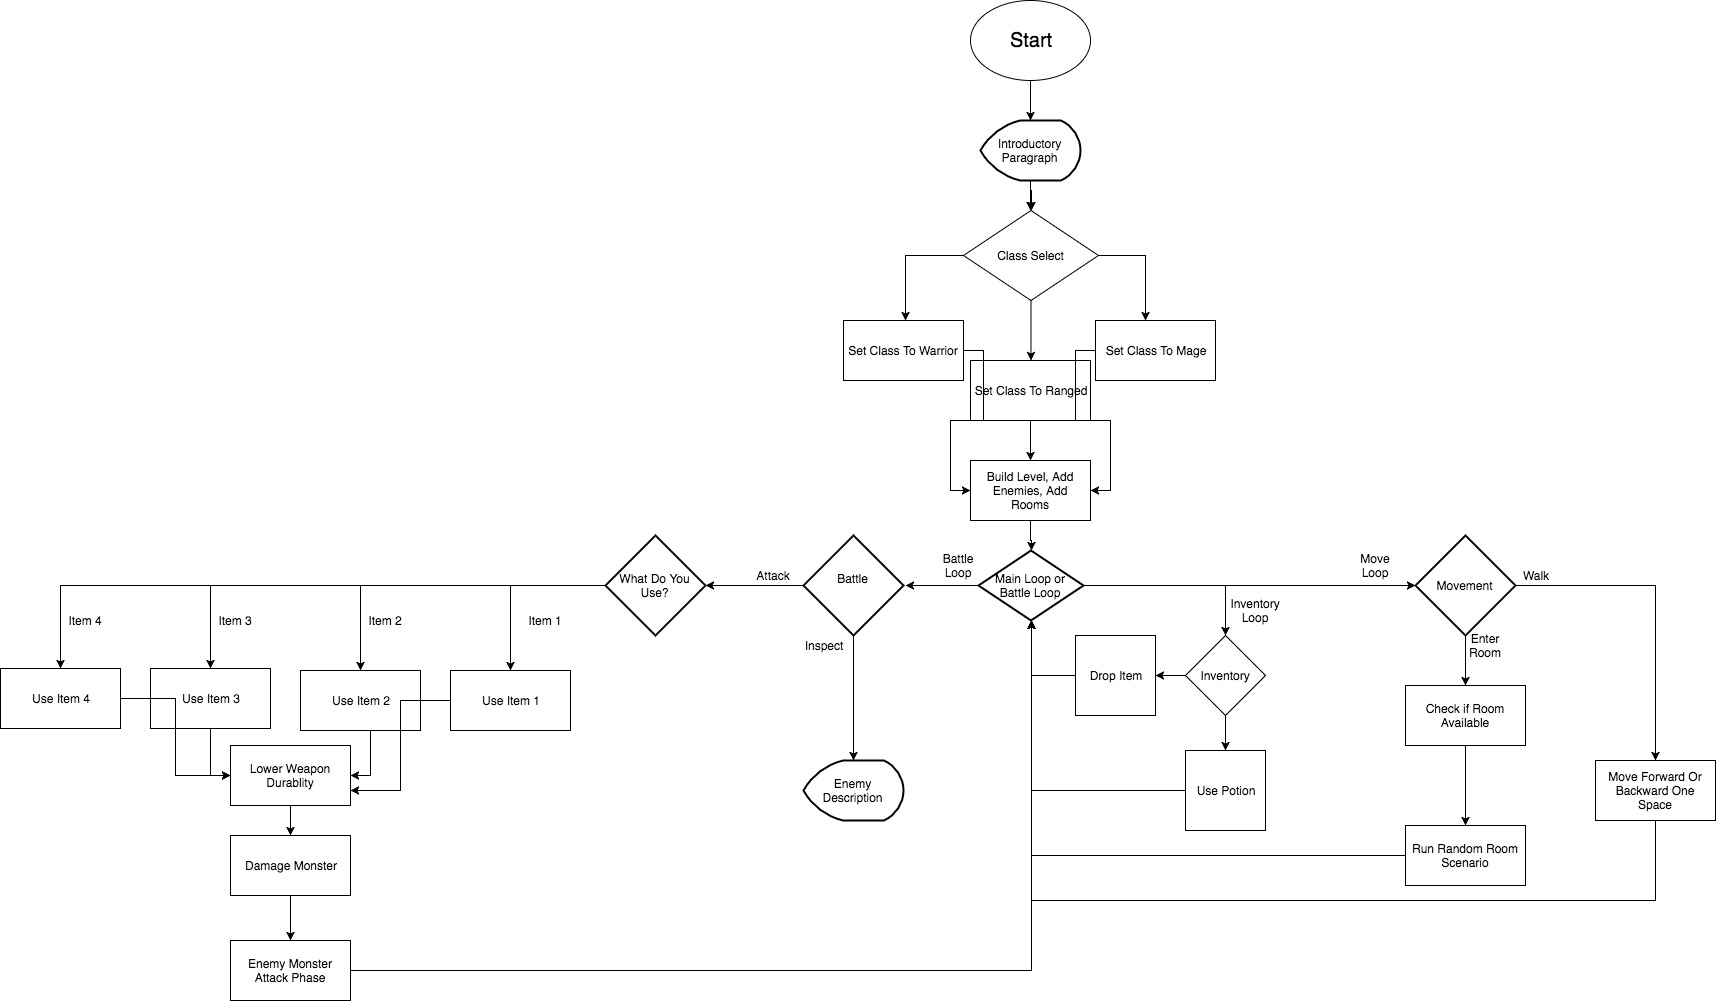 Start
Introductory
Paragraph
Class Select
Set Class To Warrior
Set Class To Mage
Set Class To Ranged
Build Level, Add
Enemies, Add
Rooms
Main Loop or
Battle Loop
Battle
Loop
Battle
Attack
What Do You
Use?
Inspect
Enemy
Description
Item 4
Item 3
Item 2
Item 1
Use Item 4
Use Item 3
Use Item 2
Use Item 1
Lower Weapon
Durablity
Damage Monster
Enemy Monster
Attack Phase
Inventory
Loop
Inventory
Drop Item
Use Potion
Move
Loop
Movement
Walk
Enter
Room
Check if Room
Available
Run Random Room
Scenario
Move Forward Or
Backward One
Space